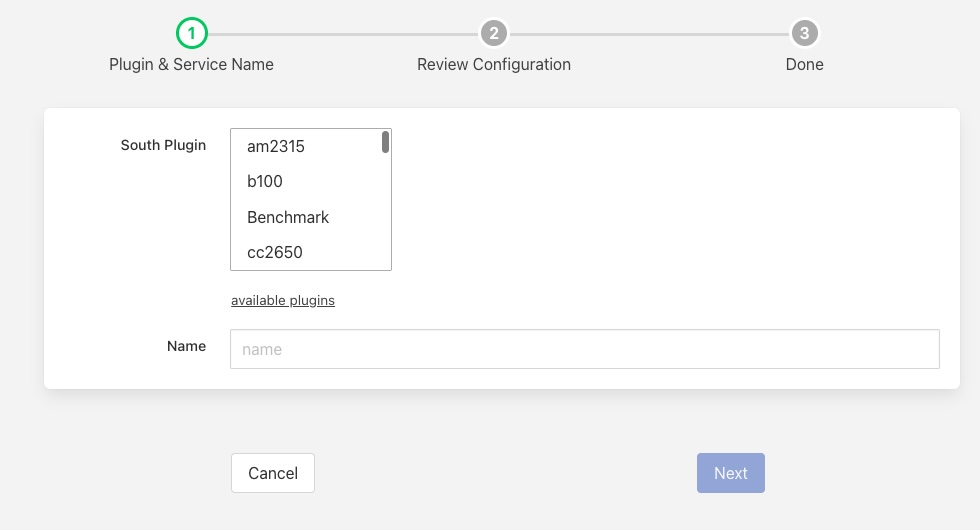 1 2 3
Plugin & Service Name Review Configuration Done
South Plugin
am2315
b100
Benchmark
cc2650
available plugins
Name name
Cancel Next